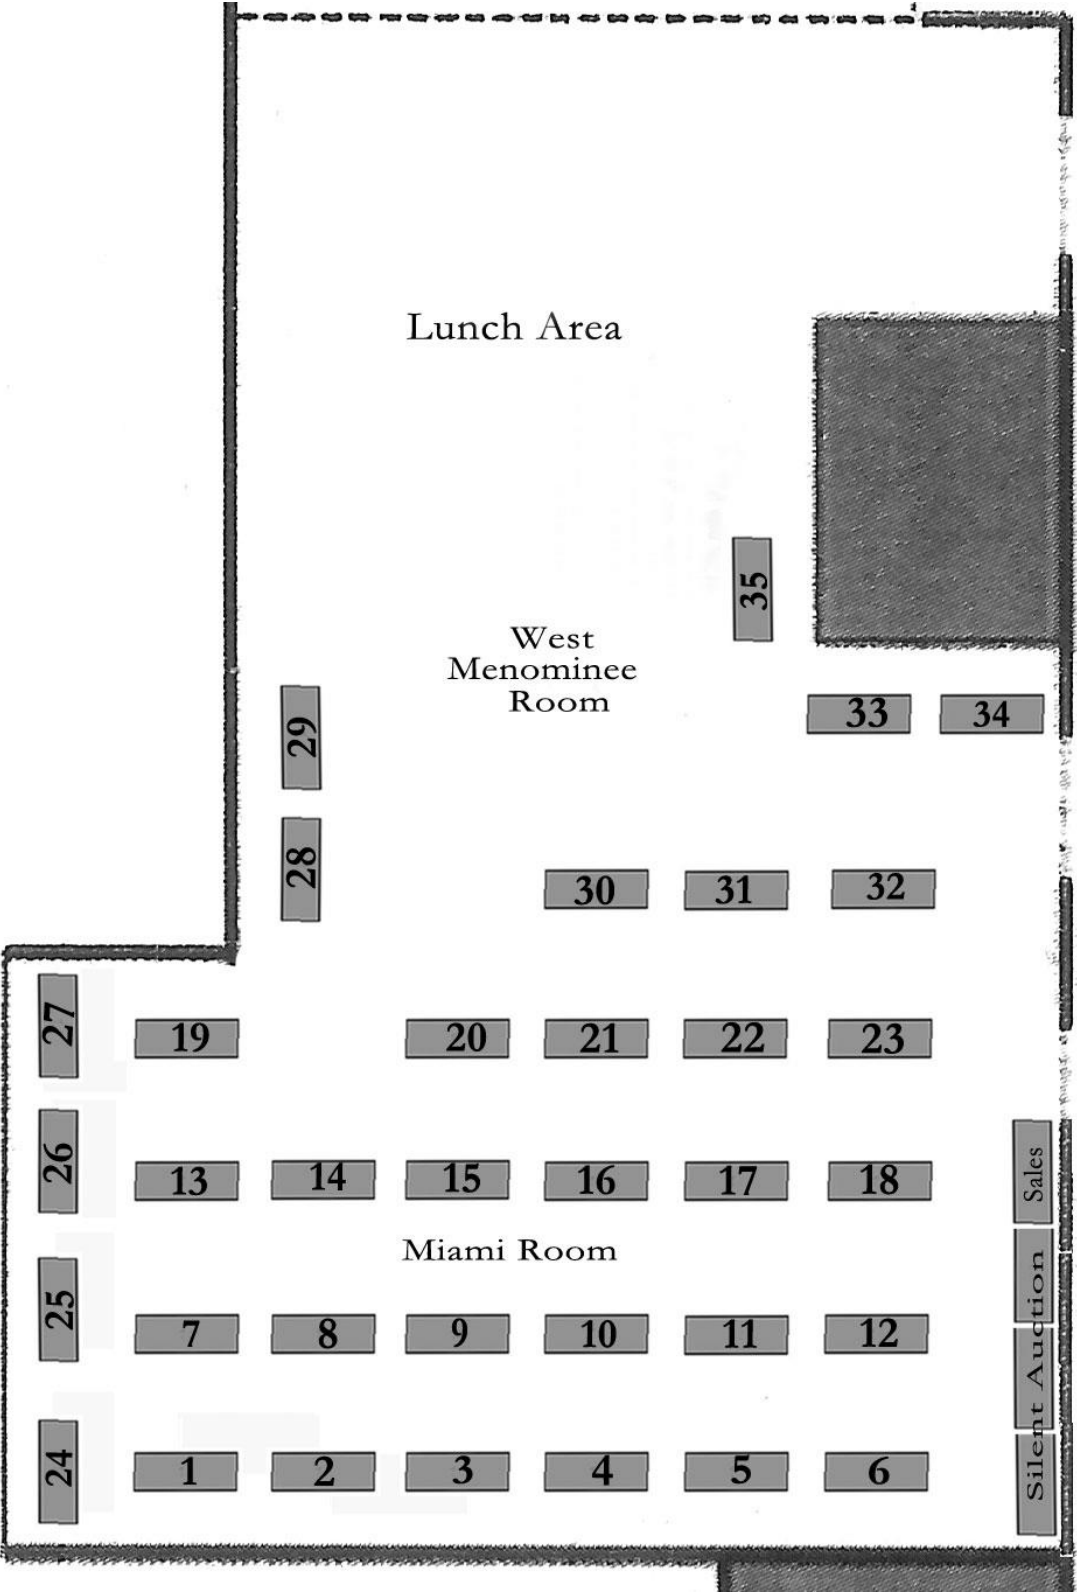 Lunch Area
35
West
Menominee
Room
33 34
29
28
30 31 32
27
19 20 21 22 23
26
13 14 15 16 17 18
Sales
Miami Room
25
7 8 9 10 11 12
Silent Auction
24
1 2 3 4 5 6